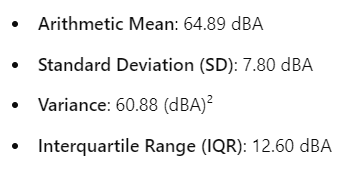 • Arithmetic Mean: 64.89 dBA
• Standard Deviation (SD): 7.80 dBA
• Variance: 60.88 (dBA)²
• Interquartile Range (IQR): 12.60 dBA